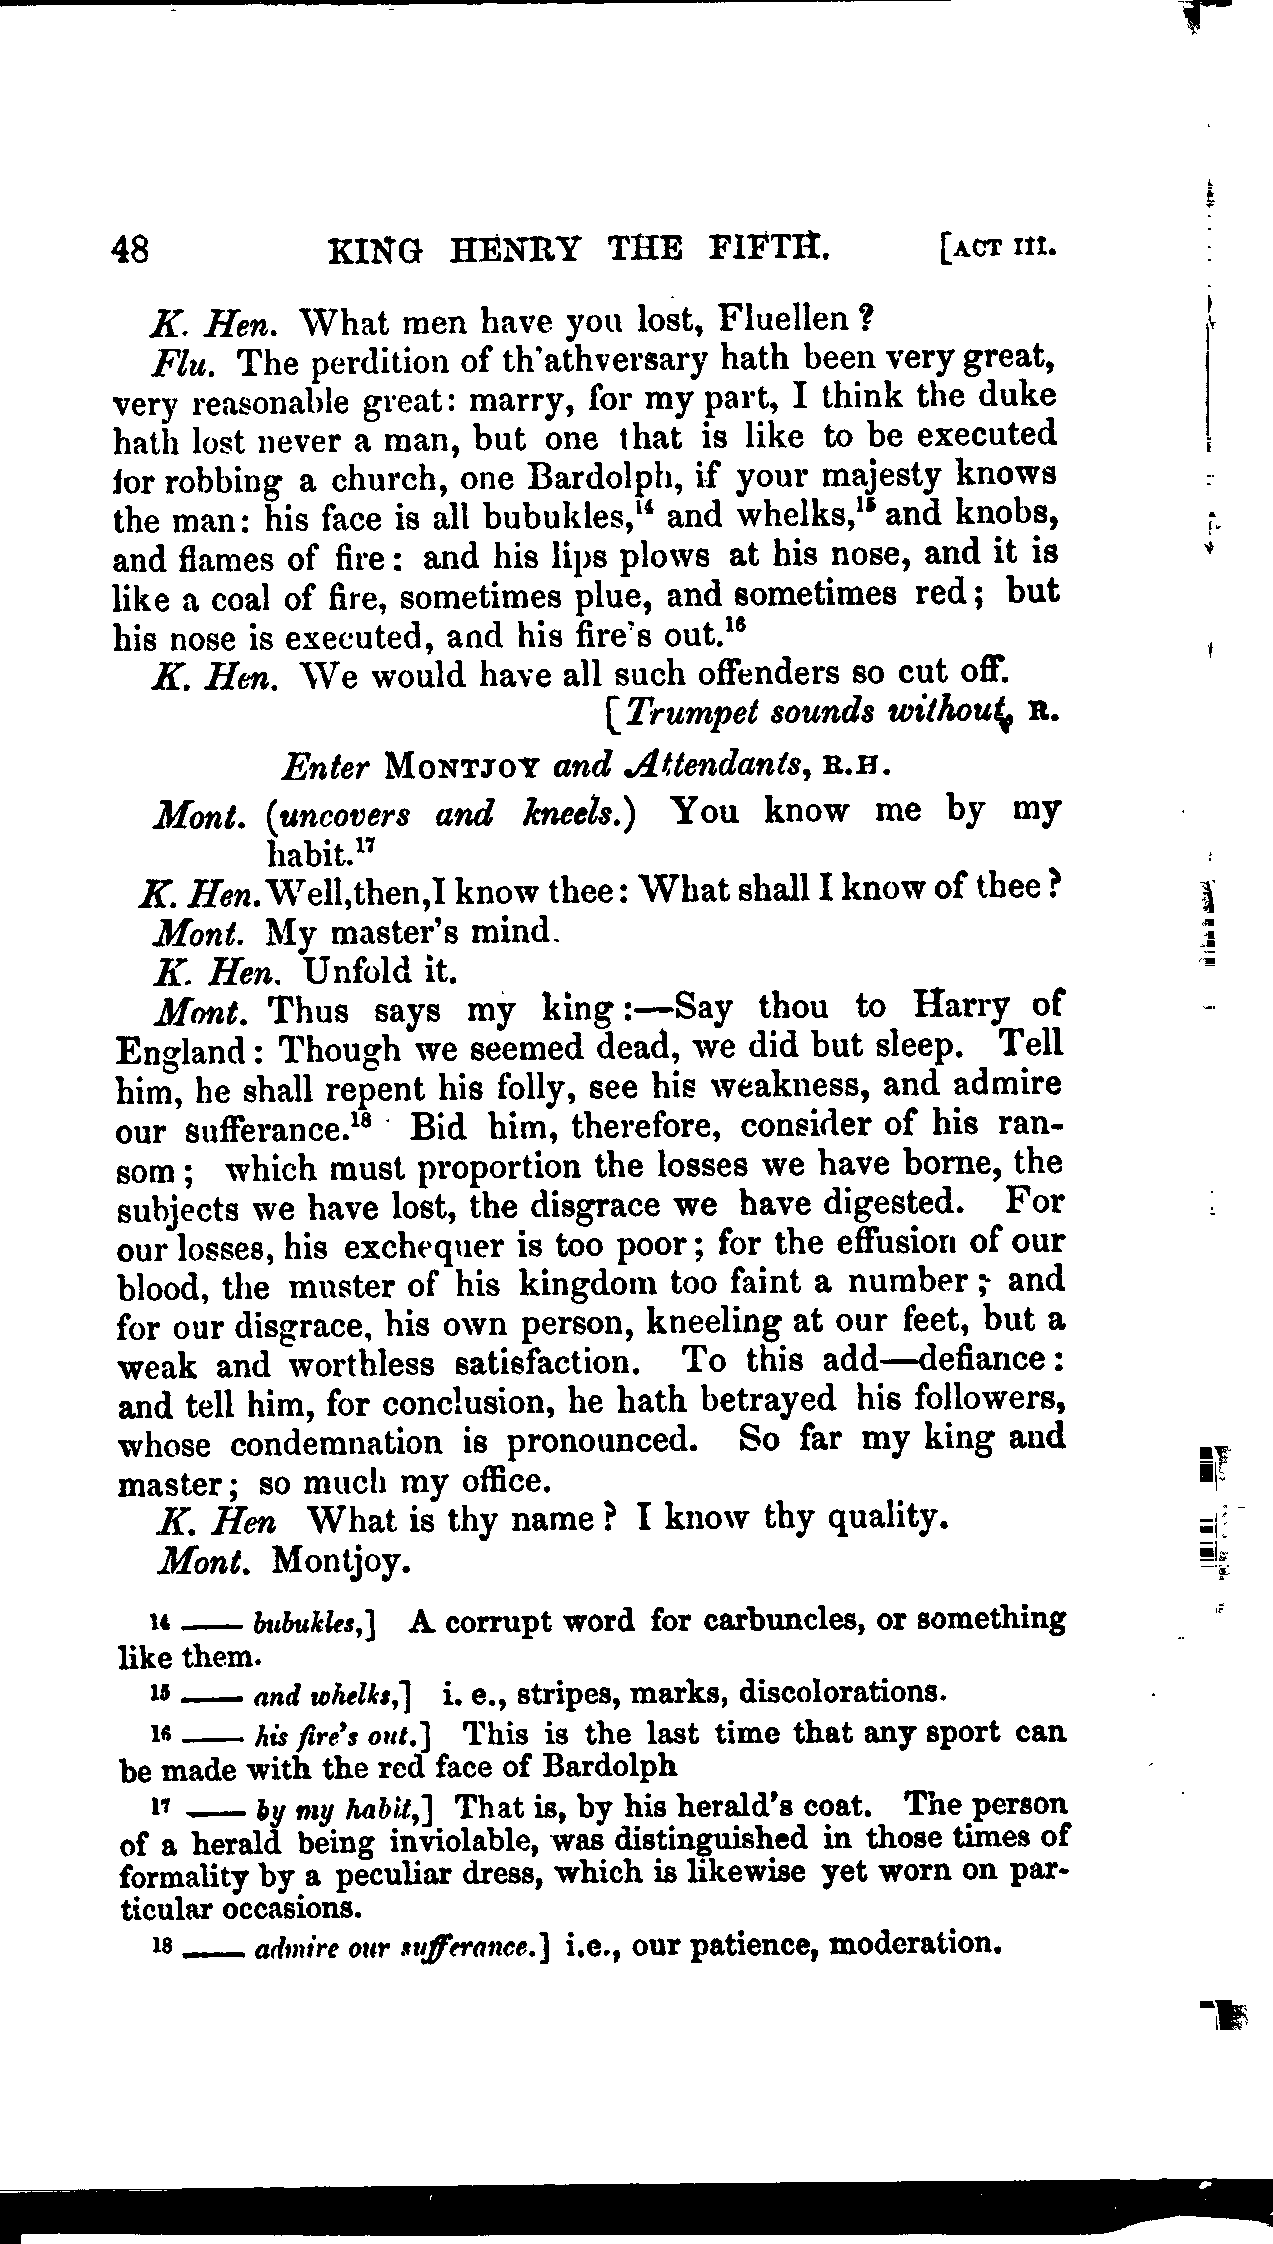 48 KING HENRY THE FIFTH. [ACT III.
K. Hen. What men have you lost, Fluellen?
Flu. The perdition of th'athversary hath been very great,
very reasonable great: marry, for my part, I think the duke
hath lost never a man, but one that is like to be executed
for robbing a church, one Bardolph, if your majesty knows
the man: his face is all bubukles,¹⁴ and whelks,¹⁵ and knobs,
and flames of fire: and his lips plows at his nose, and it is
like a coal of fire, sometimes plue, and sometimes red; but
his nose is executed, and his fire's out.¹⁶
K. Hen. We would have all such offenders so cut off.
[Trumpet sounds without, R.
Enter MONTJOY and Attendants, R.H.
Mont. (uncovers and kneels.) You know me by my
habit.¹⁷
K. Hen. Well, then, I know thee: What shall I know of thee?
Mont. My master's mind.
K. Hen. Unfold it.
Mont. Thus says my king:—Say thou to Harry of
England: Though we seemed dead, we did but sleep. Tell
him, he shall repent his folly, see his weakness, and admire
our sufferance.¹⁸ Bid him, therefore, consider of his ran-
som; which must proportion the losses we have borne, the
subjects we have lost, the disgrace we have digested. For
our losses, his exchequer is too poor; for the effusion of our
blood, the muster of his kingdom too faint a number; and
for our disgrace, his own person, kneeling at our feet, but a
weak and worthless satisfaction. To this add—defiance:
and tell him, for conclusion, he hath betrayed his followers,
whose condemnation is pronounced. So far my king and
master; so much my office.
K. Hen What is thy name? I know thy quality.
Mont. Montjoy.
¹⁴ —— bubukles,] A corrupt word for carbuncles, or something
like them.
¹⁵ —— and whelks,] i. e., stripes, marks, discolorations.
¹⁶ —— his fire's out.] This is the last time that any sport can
be made with the red face of Bardolph
¹⁷ —— by my habit,] That is, by his herald's coat. The person
of a herald being inviolable, was distinguished in those times of
formality by a peculiar dress, which is likewise yet worn on par-
ticular occasions.
¹⁸ —— admire our sufferance.] i.e., our patience, moderation.